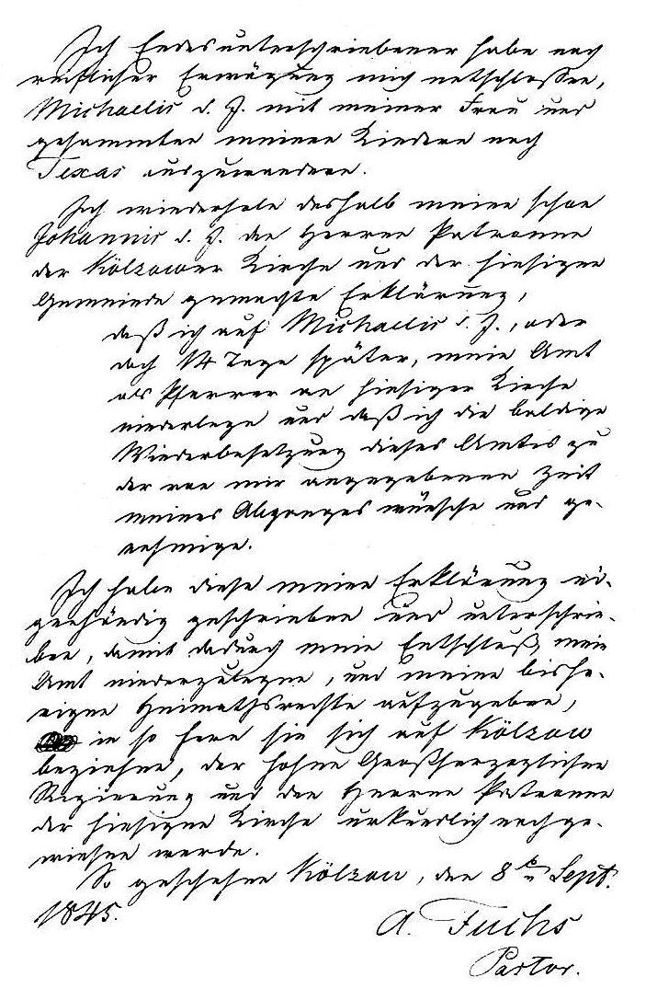 Ich Endesunterschriebener habe nach
reiflicher Erwägung mich entschlossen,
Michaelis d. J. mit meiner Frau und
gesammten meinen Kindern nach
Texas auszuwandern.
Ich wiederhole deshalb meine schon
Johannis d. J. den Herren Patronen
der Kölzower Kirche und der hiesigen
Gemeinde gemachte Erklärung,
daß ich auf Michaelis d. J., oder
doch 14 Tage später, mein Amt
als Pfarrer an hiesiger Kirche
niederlege und daß ich die baldige
Wiederbesetzung dieses Amtes zu
der von mir angegebenen Zeit
meines Abganges wünsche und ge-
nehmige.
Ich habe diese meine Erklärung ei-
genhändig geschrieben und unterschrie-
ben, damit dadurch mein Entschluß, mein
Amt niederzulegen, und meine bishe-
rigen Heimathsrechte aufzugeben,
in so fern sie sich auf Kölzow
beziehen, der hohen Großherzoglichen
Regierung und den Herren Patronen
der hiesigen Kirche urkundlich nachge-
wiesen werde.
So geschehen Kölzow, den 8ten Sept.
1845.
A. Fuchs
Pastor.